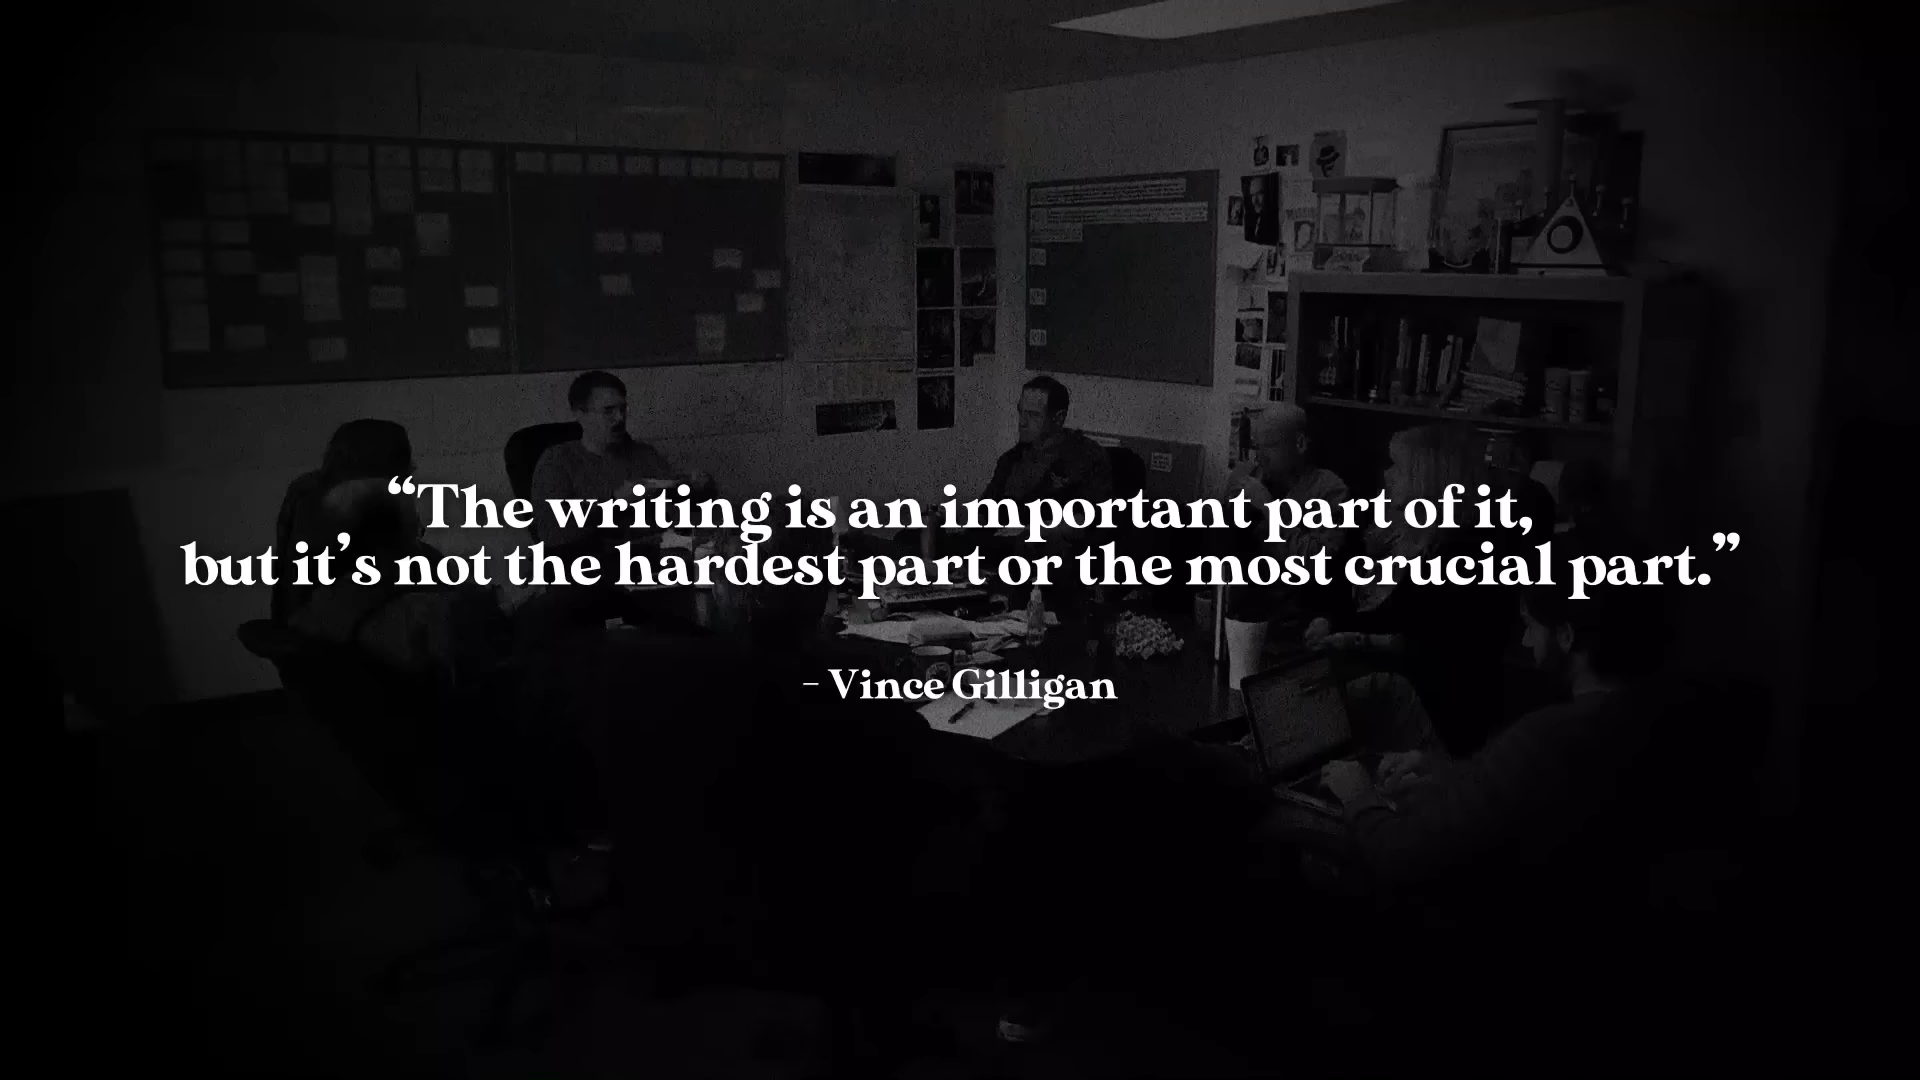 “The writing is an important part of it,
but it’s not the hardest part or the most crucial part.”
– Vince Gilligan